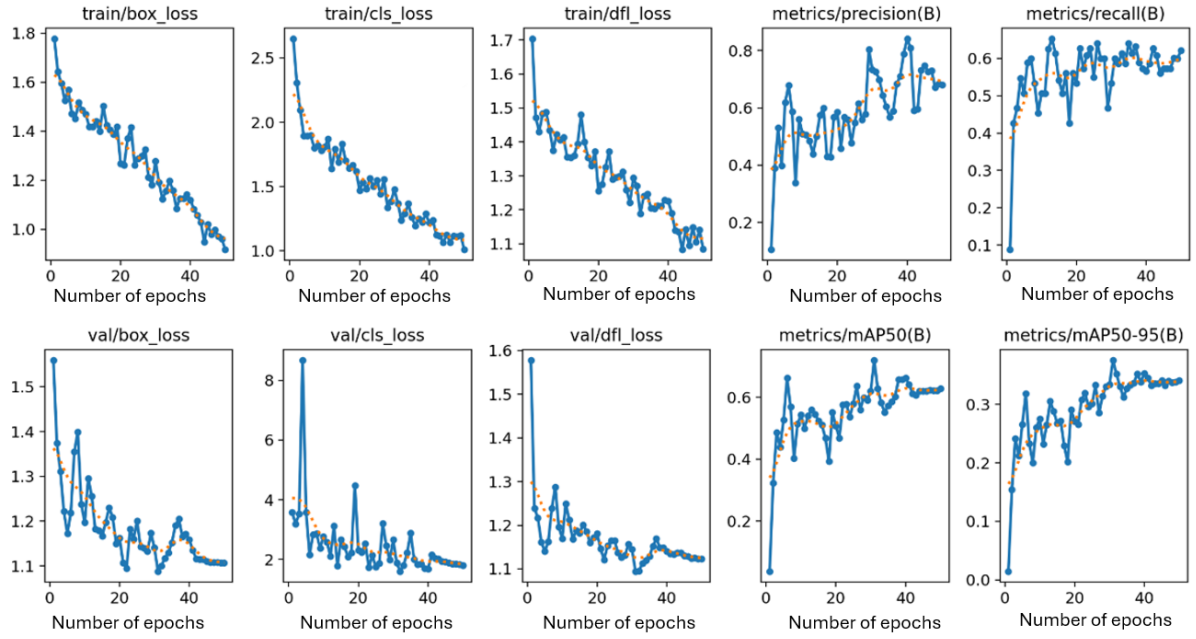 train/box_loss
train/cls_loss
train/dfl_loss
metrics/precision(B)
metrics/recall(B)
1.8
1.6
1.4
1.2
1.0
2.5
2.0
1.5
1.0
1.7
1.6
1.5
1.4
1.3
1.2
1.1
0.8
0.6
0.4
0.2
0.6
0.5
0.4
0.3
0.2
0.1
0 20 40
0 20 40
0 20 40
0 20 40
0 20 40
Number of epochs
Number of epochs
Number of epochs
Number of epochs
Number of epochs
val/box_loss
val/cls_loss
val/dfl_loss
metrics/mAP50(B)
metrics/mAP50-95(B)
1.5
1.4
1.3
1.2
1.1
8
6
4
2
1.6
1.5
1.4
1.3
1.2
1.1
0.6
0.4
0.2
0.3
0.2
0.1
0.0
0 20 40
0 20 40
0 20 40
0 20 40
0 20 40
Number of epochs
Number of epochs
Number of epochs
Number of epochs
Number of epochs